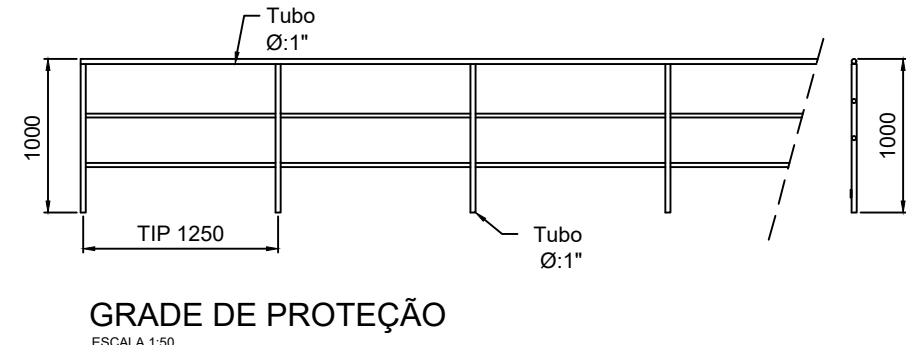 Tubo
Ø:1"
1000
1000
TIP 1250
Tubo
Ø:1"
GRADE DE PROTEÇÃO
ESCALA 1:50